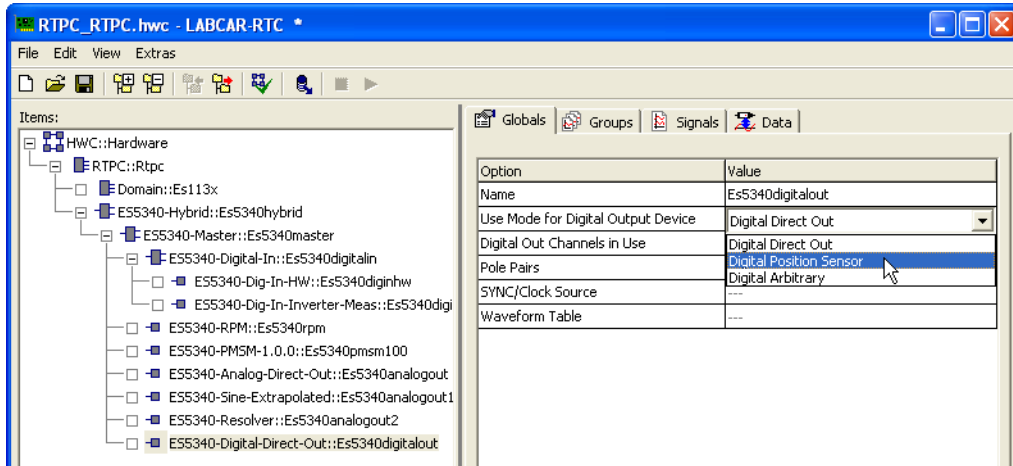 RTPC_RTPC.hwc - LABCAR-RTC *
File Edit View Extras
Items:
HWC::Hardware
RTPC::Rtpc
Domain::Es113x
ES5340-Hybrid::Es5340hybrid
ES5340-Master::Es5340master
ES5340-Digital-In::Es5340digitalin
ES5340-Dig-In-HW::Es5340diginhw
ES5340-Dig-In-Inverter-Meas::Es5340digi
ES5340-RPM::Es5340rpm
ES5340-PMSM-1.0.0::Es5340pmsm100
ES5340-Analog-Direct-Out::Es5340analogout
ES5340-Sine-Extrapolated::Es5340analogout1
ES5340-Resolver::Es5340analogout2
ES5340-Digital-Direct-Out::Es5340digitalout
Globals Groups Signals Data
Option Value
Name Es5340digitalout
Use Mode for Digital Output Device Digital Direct Out
Digital Out Channels in Use Digital Direct Out
Digital Position Sensor
Pole Pairs Digital Arbitrary
SYNC/Clock Source ---
Waveform Table ---